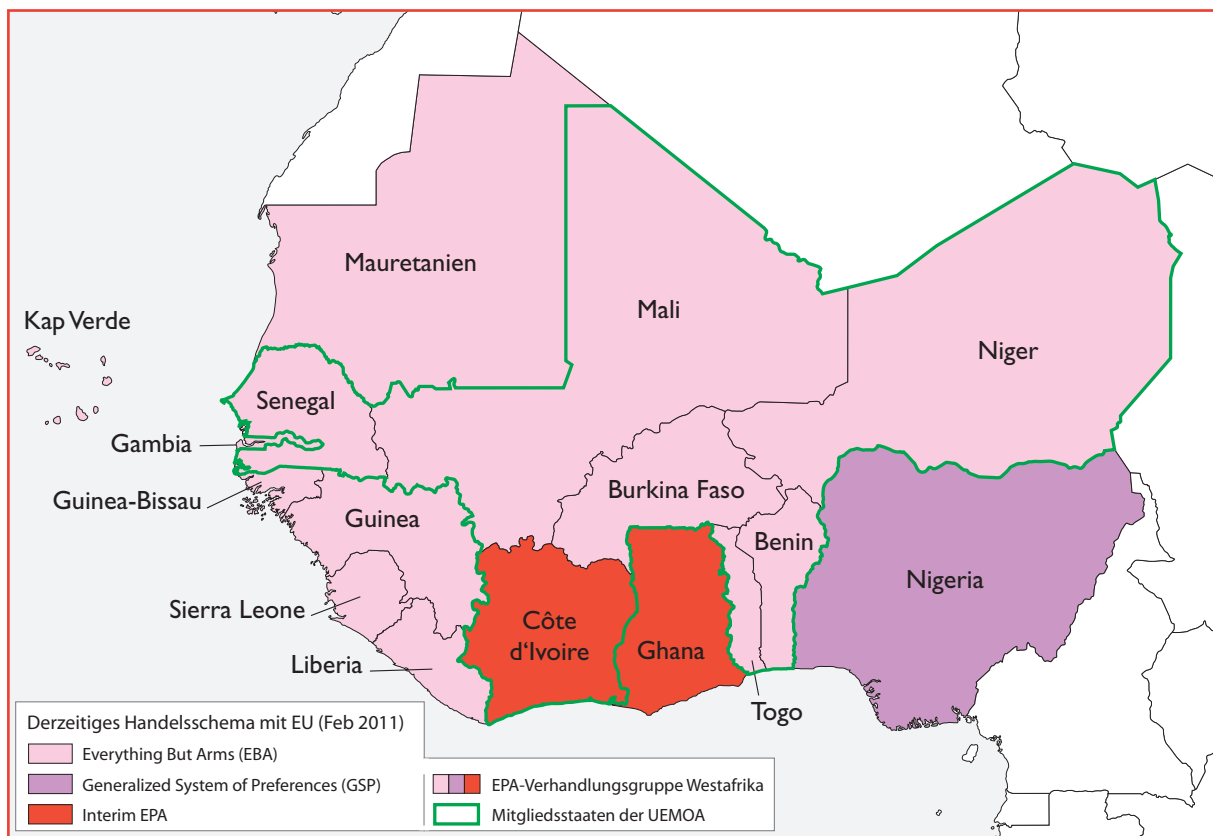 Mauretanien
Mali
Niger
Kap Verde
Senegal
Gambia
Guinea-Bissau
Guinea
Burkina Faso
Benin
Nigeria
Sierra Leone
Côte
d‘Ivoire
Ghana
Liberia
Togo
Derzeitiges Handelsschema mit EU (Feb 2011)
Everything But Arms (EBA)
Generalized System of Preferences (GSP)
Interim EPA
EPA-Verhandlungsgruppe Westafrika
Mitgliedsstaaten der UEMOA